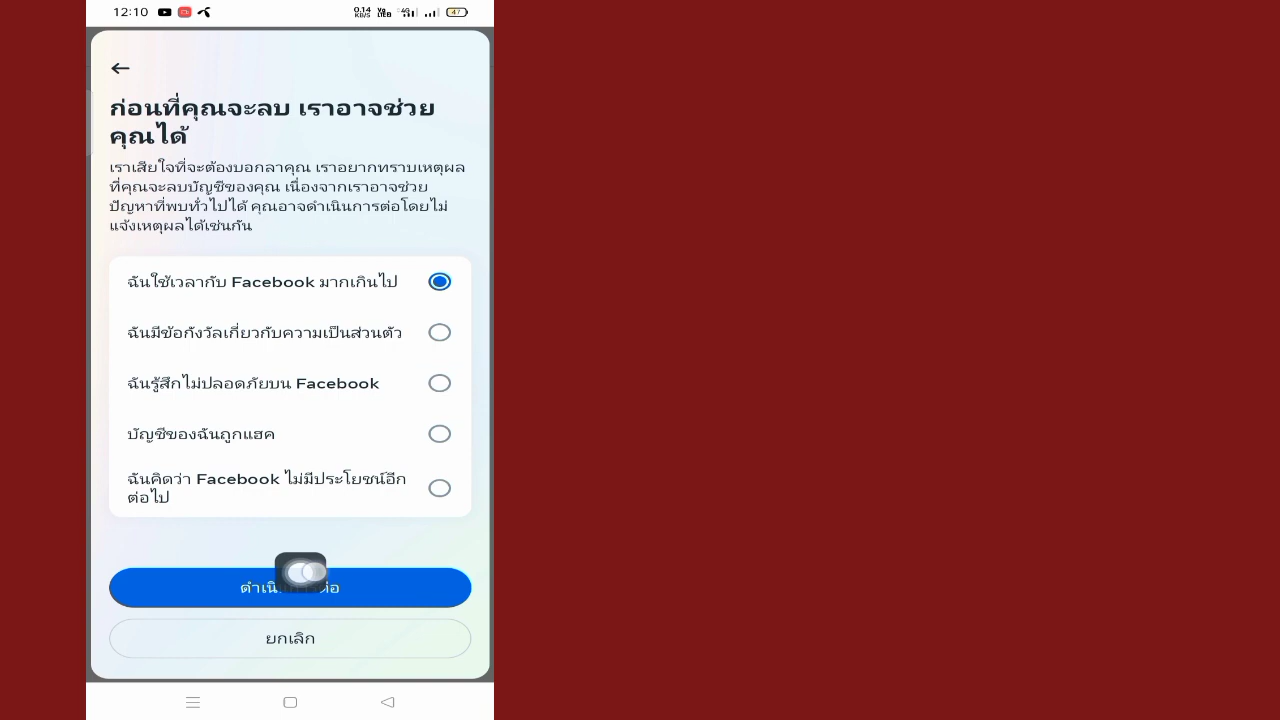 12:10
0.14
KB/S
4G
47
ก่อนที่คุณจะลบ เราอาจช่วย
คุณได้
เราเสียใจที่จะต้องบอกลาคุณ เราอยากทราบเหตุผล
ที่คุณจะลบบัญชีของคุณ เนื่องจากเราอาจช่วย
ปัญหาที่พบทั่วไปได้ คุณอาจดำเนินการต่อโดยไม่
แจ้งเหตุผลได้เช่นกัน
ฉันใช้เวลากับ Facebook มากเกินไป
ฉันมีข้อกังวลเกี่ยวกับความเป็นส่วนตัว
ฉันรู้สึกไม่ปลอดภัยบน Facebook
บัญชีของฉันถูกแฮค
ฉันคิดว่า Facebook ไม่มีประโยชน์อีก
ต่อไป
ยกเลิก